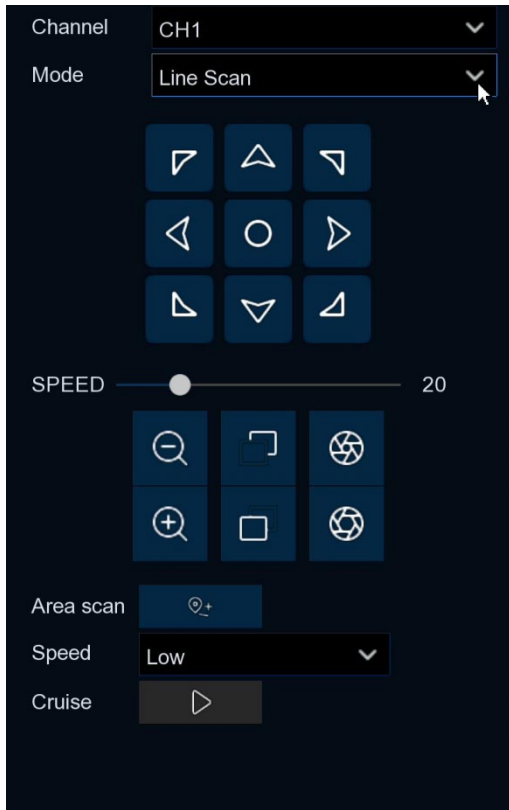 Channel CH1
Mode Line Scan
SPEED 20
Area scan
Speed Low
Cruise